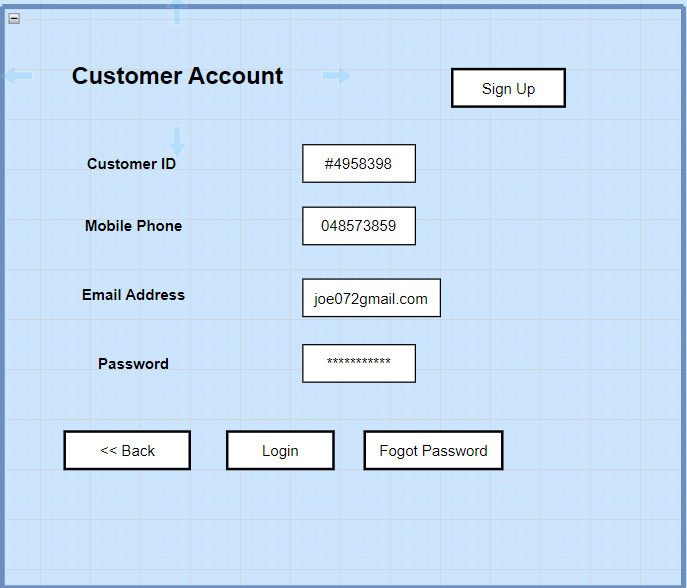 Customer Account
Sign Up
Customer ID
#4958398
Mobile Phone
048573859
Email Address
joe072gmail.com
Password
***********
<< Back
Login
Fogot Password